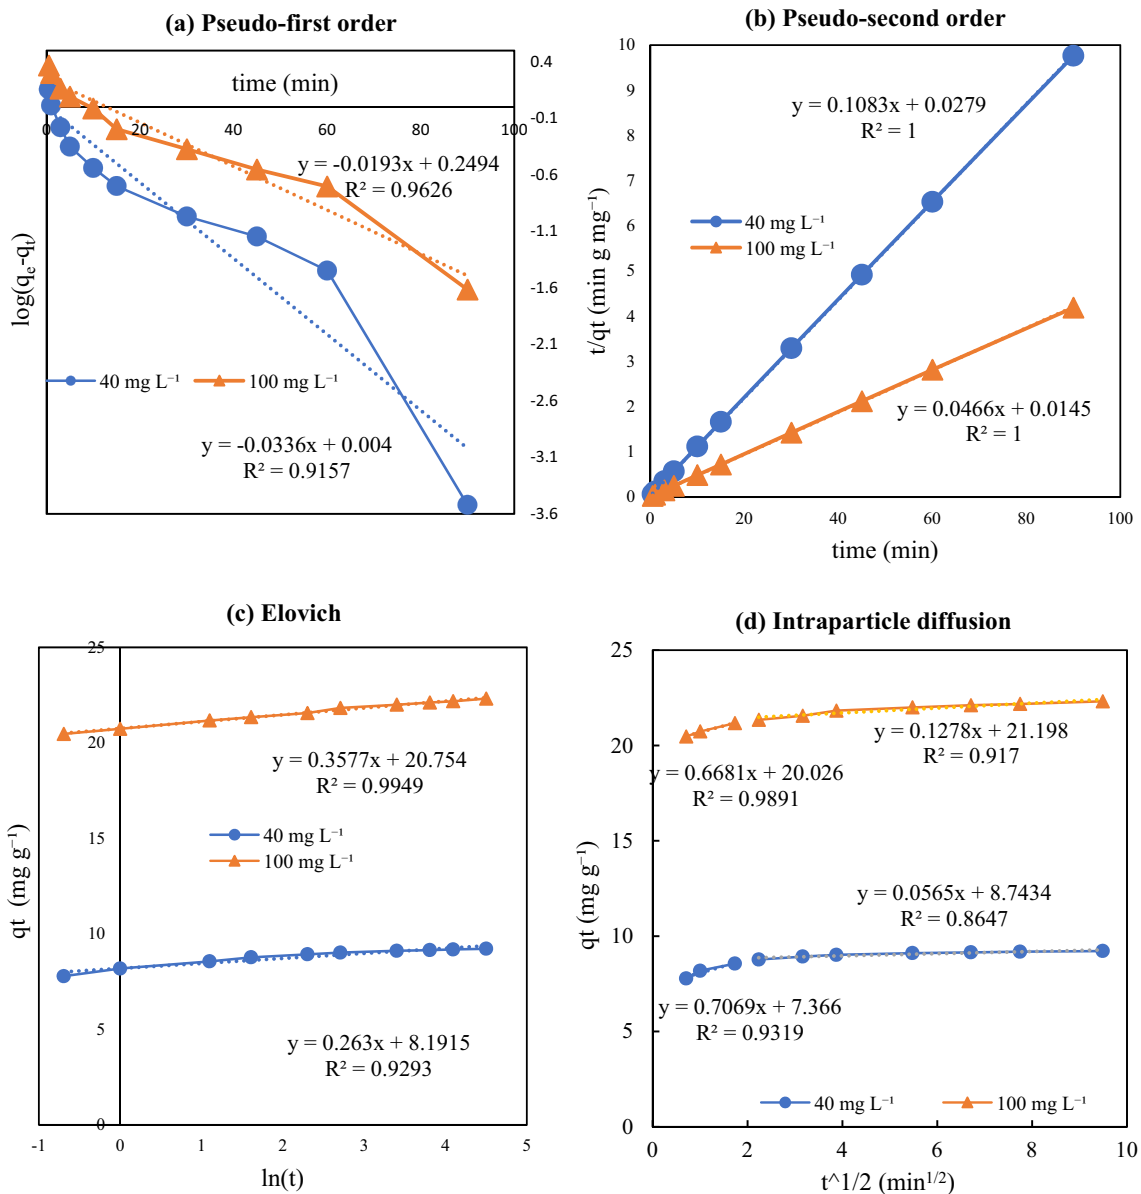 (a) Pseudo-first order
time (min)
0.4
-0.1
-0.6
-1.1
-1.6
-2.1
-2.6
-3.1
-3.6
0
20
40
60
80
100
log(qₑ-qₜ)
y = -0.0193x + 0.2494
R² = 0.9626
40 mg L⁻¹
100 mg L⁻¹
y = -0.0336x + 0.004
R² = 0.9157
(b) Pseudo-second order
10
9
8
7
6
5
4
3
2
1
0
t/qt (min g mg⁻¹)
y = 0.1083x + 0.0279
R² = 1
40 mg L⁻¹
100 mg L⁻¹
y = 0.0466x + 0.0145
R² = 1
0
20
40
60
80
100
time (min)
(c) Elovich
25
20
15
10
5
0
qt (mg g⁻¹)
y = 0.3577x + 20.754
R² = 0.9949
40 mg L⁻¹
100 mg L⁻¹
y = 0.263x + 8.1915
R² = 0.9293
-1
0
1
2
3
4
5
ln(t)
(d) Intraparticle diffusion
25
20
15
10
5
0
qt (mg g⁻¹)
y = 0.1278x + 21.198
R² = 0.917
y = 0.6681x + 20.026
R² = 0.9891
y = 0.0565x + 8.7434
R² = 0.8647
y = 0.7069x + 7.366
R² = 0.9319
40 mg L⁻¹
100 mg L⁻¹
0
2
4
6
8
10
t^1/2 (min¹ᐟ²)